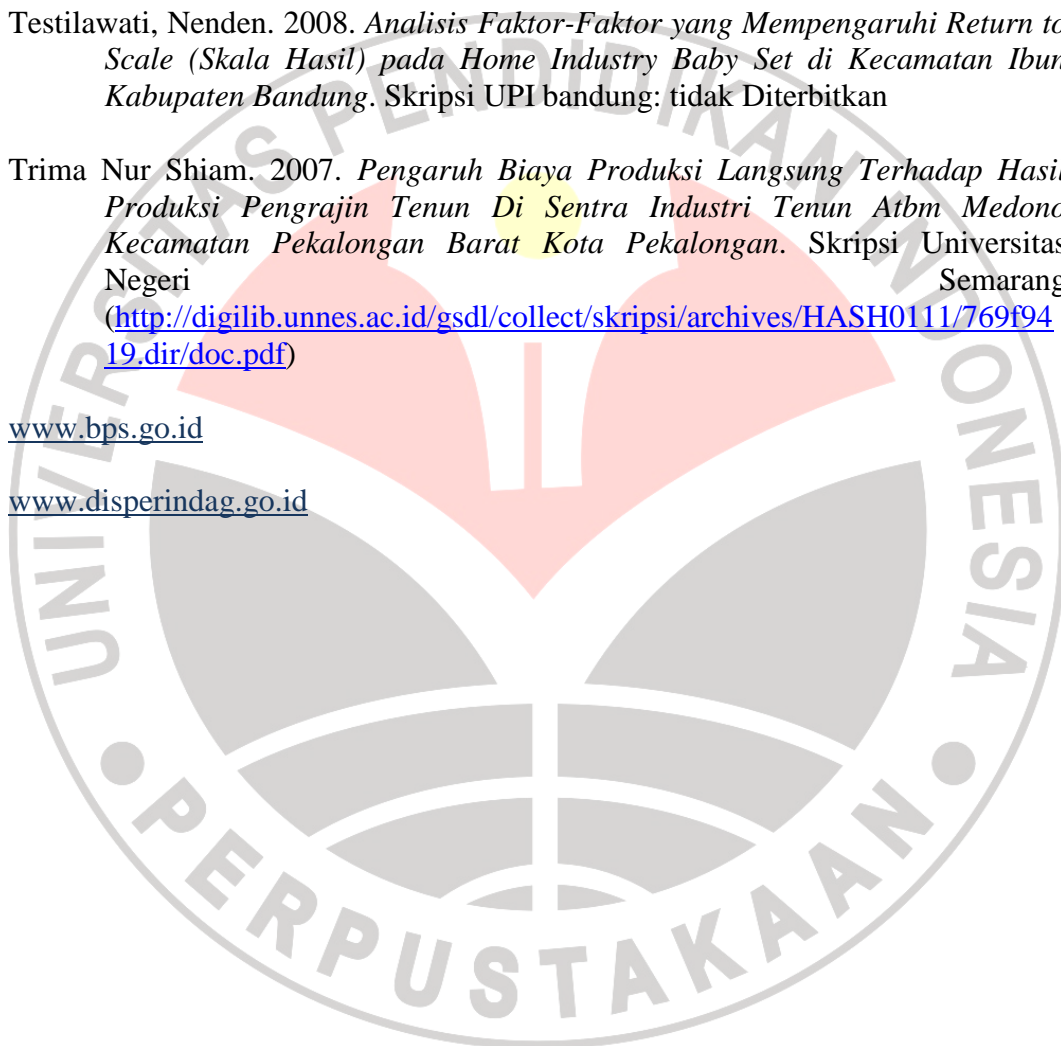 Testilawati, Nenden. 2008. Analisis Faktor-Faktor yang Mempengaruhi Return to
Scale (Skala Hasil) pada Home Industry Baby Set di Kecamatan Ibun
Kabupaten Bandung. Skripsi UPI bandung: tidak Diterbitkan
Trima Nur Shiam. 2007. Pengaruh Biaya Produksi Langsung Terhadap Hasil
Produksi Pengrajin Tenun Di Sentra Industri Tenun Atbm Medono
Kecamatan Pekalongan Barat Kota Pekalongan. Skripsi Universitas
Negeri Semarang
(http://digilib.unnes.ac.id/gsdl/collect/skripsi/archives/HASH0111/769f94
19.dir/doc.pdf)
www.bps.go.id
www.disperindag.go.id
UNIVERSITAS PENDIDIKAN INDONESIA
PERPUSTAKAAN